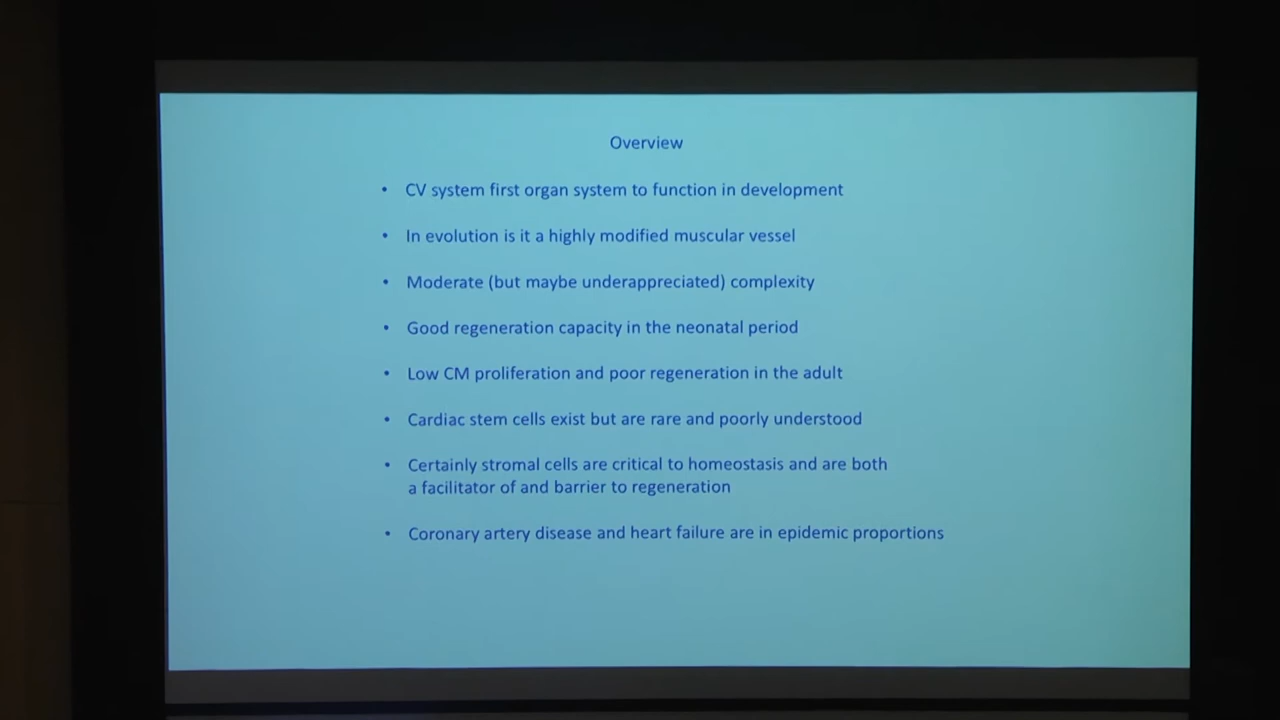 Overview
• CV system first organ system to function in development
• In evolution is it a highly modified muscular vessel
• Moderate (but maybe underappreciated) complexity
• Good regeneration capacity in the neonatal period
• Low CM proliferation and poor regeneration in the adult
• Cardiac stem cells exist but are rare and poorly understood
• Certainly stromal cells are critical to homeostasis and are both
a facilitator of and barrier to regeneration
• Coronary artery disease and heart failure are in epidemic proportions